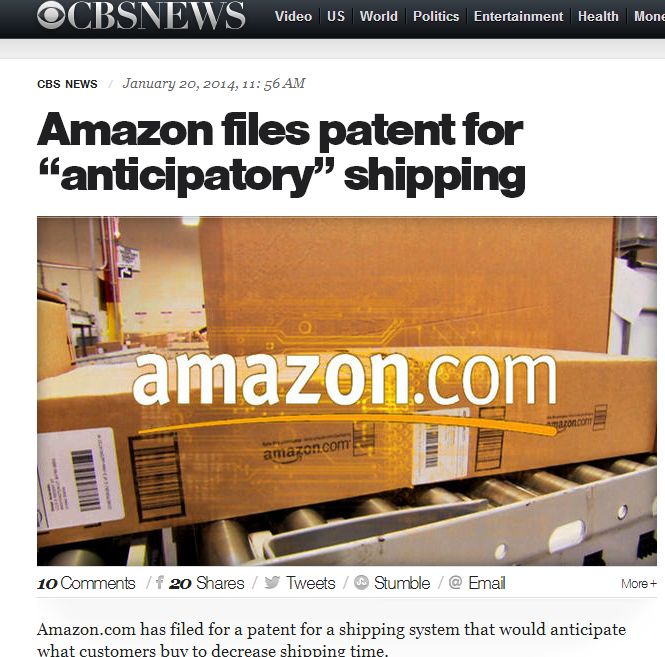 CBSNEWS
Video US World Politics Entertainment Health
CBS NEWS / January 20, 2014, 11: 56 AM
Amazon files patent for
“anticipatory” shipping
amazon.com
amazon.com
amazon.com
10 Comments / f 20 Shares / Tweets / Stumble / @ Email More +
Amazon.com has filed for a patent for a shipping system that would anticipate
what customers buy to decrease shipping time.